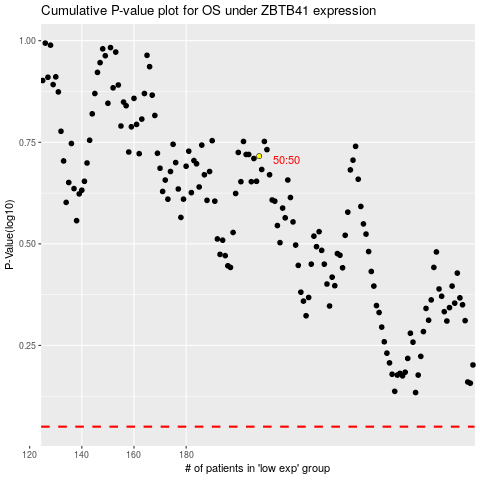 Cumulative P-value plot for OS under ZBTB41 expression
P-Value(log10)
1.00
0.75
0.50
0.25
50:50
120 140 160 180
# of patients in 'low exp' group